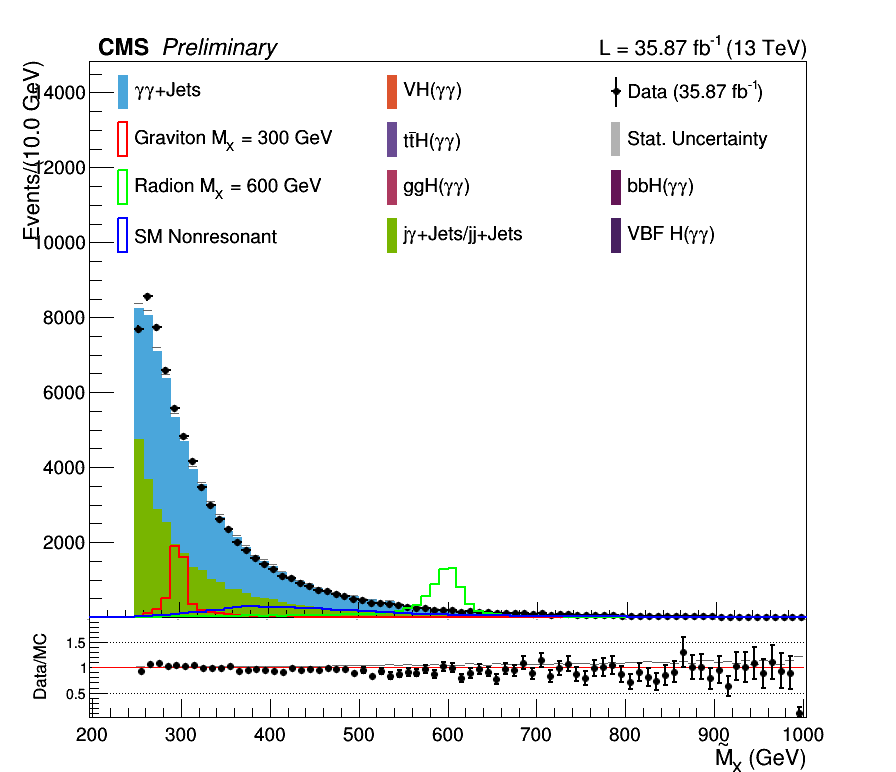 CMS Preliminary L = 35.87 fb⁻¹ (13 TeV)
Events/(10.0 GeV)
14000
12000
10000
8000
6000
4000
2000
γγ+Jets VH(γγ) Data (35.87 fb⁻¹)
Graviton Mₓ = 300 GeV tt̄H(γγ) Stat. Uncertainty
Radion Mₓ = 600 GeV ggH(γγ) bbH(γγ)
SM Nonresonant jγ+Jets/jj+Jets VBF H(γγ)
Data/MC
1.5
1
0.5
200 300 400 500 600 700 800 900 1000
M̃ₓ (GeV)